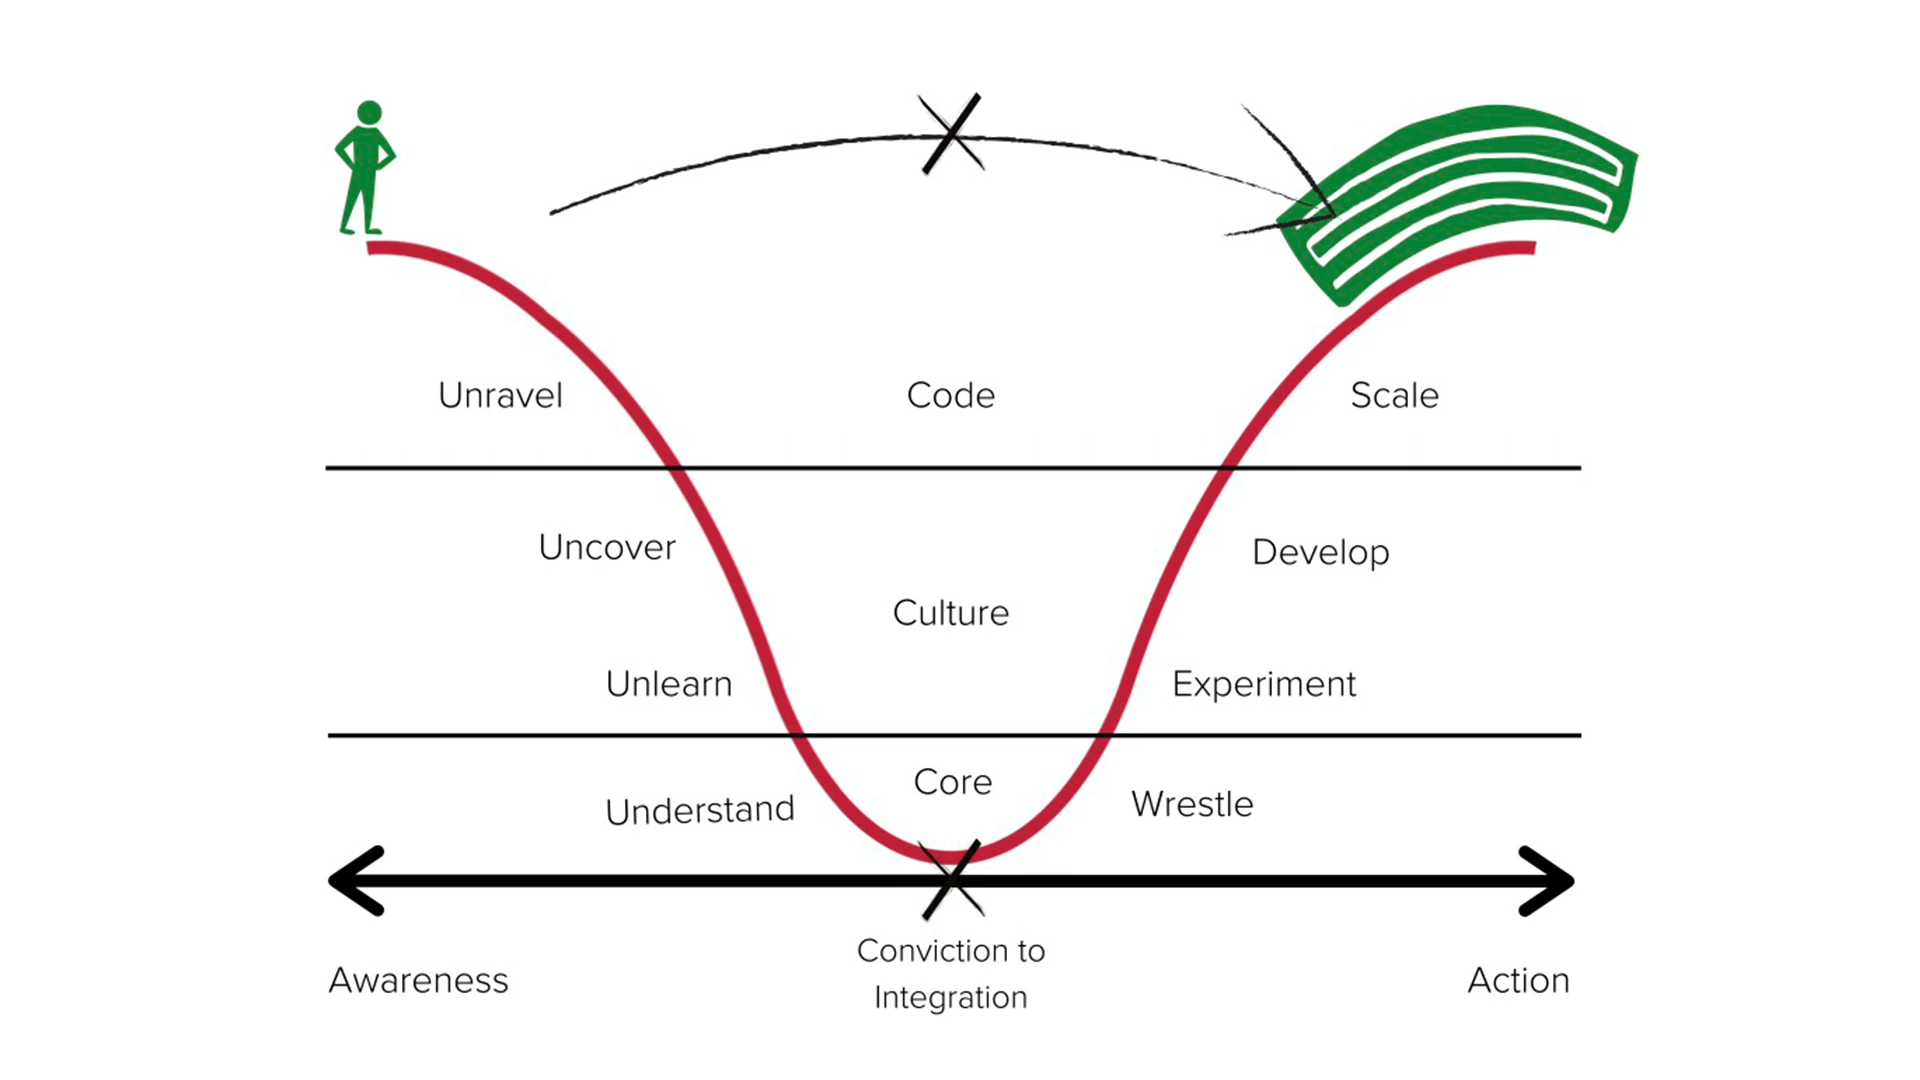 Unravel
Code
Scale
Uncover
Develop
Culture
Unlearn
Experiment
Core
Understand
Wrestle
Conviction to
Integration
Awareness
Action